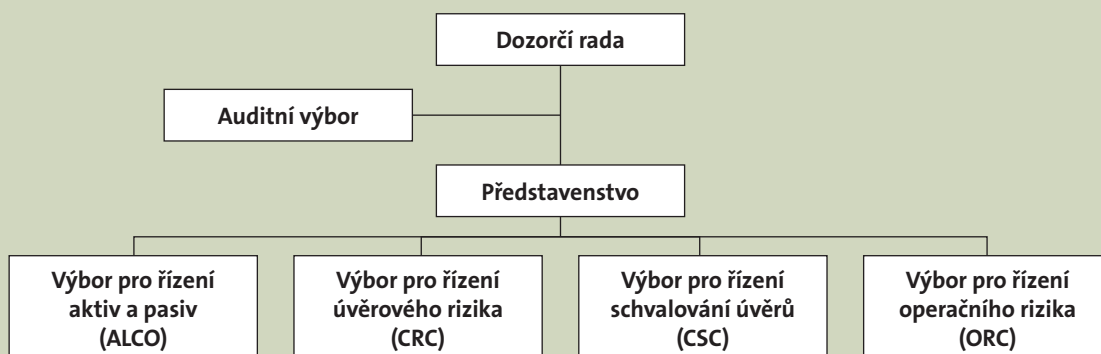 Dozorčí rada
Auditní výbor
Představenstvo
Výbor pro řízení
aktiv a pasiv
(ALCO)
Výbor pro řízení
úvěrového rizika
(CRC)
Výbor pro řízení
schvalování úvěrů
(CSC)
Výbor pro řízení
operačního rizika
(ORC)